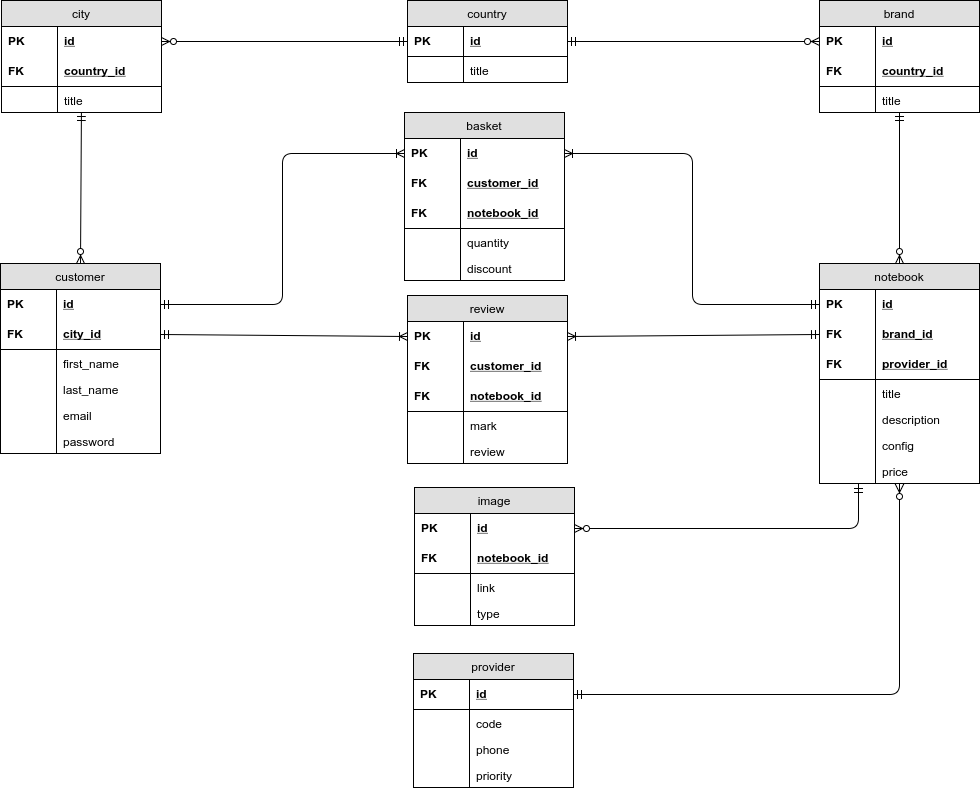 city
PK id
FK country_id
title
country
PK id
title
brand
PK id
FK country_id
title
basket
PK id
FK customer_id
FK notebook_id
quantity
discount
customer
PK id
FK city_id
first_name
last_name
email
password
review
PK id
FK customer_id
FK notebook_id
mark
review
notebook
PK id
FK brand_id
FK provider_id
title
description
config
price
image
PK id
FK notebook_id
link
type
provider
PK id
code
phone
priority